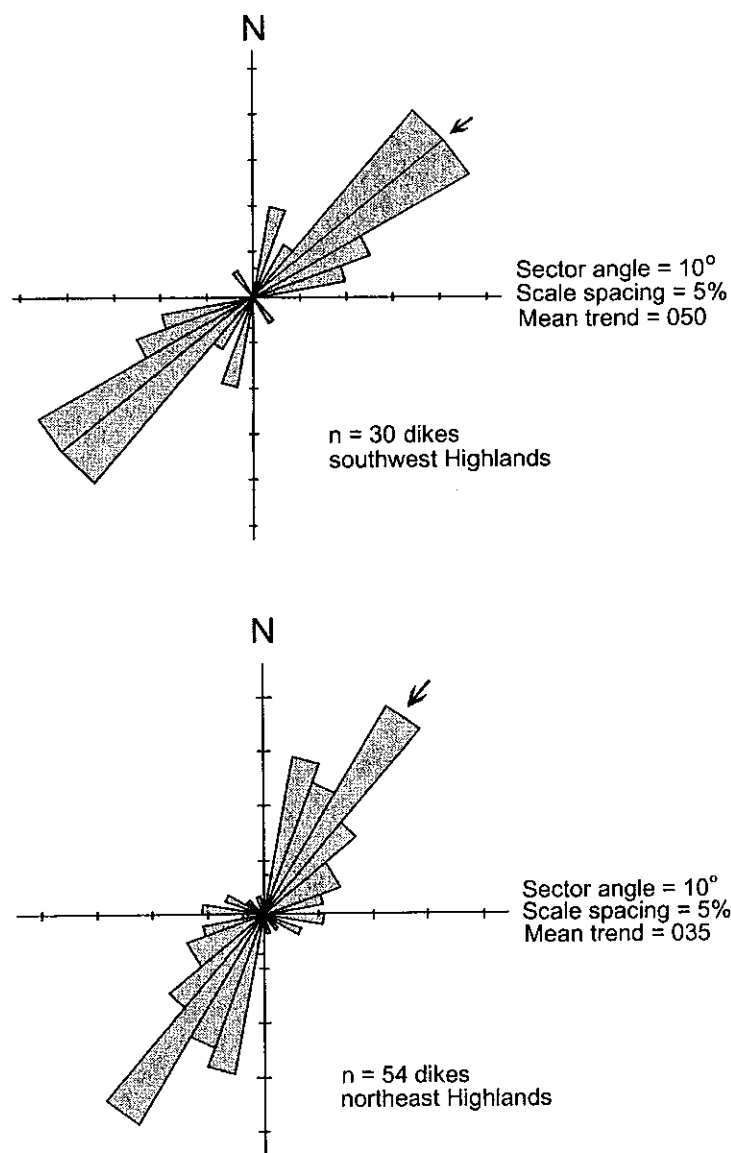 N
Sector angle = 10°
Scale spacing = 5%
Mean trend = 050
n = 30 dikes
southwest Highlands
N
Sector angle = 10°
Scale spacing = 5%
Mean trend = 035
n = 54 dikes
northeast Highlands